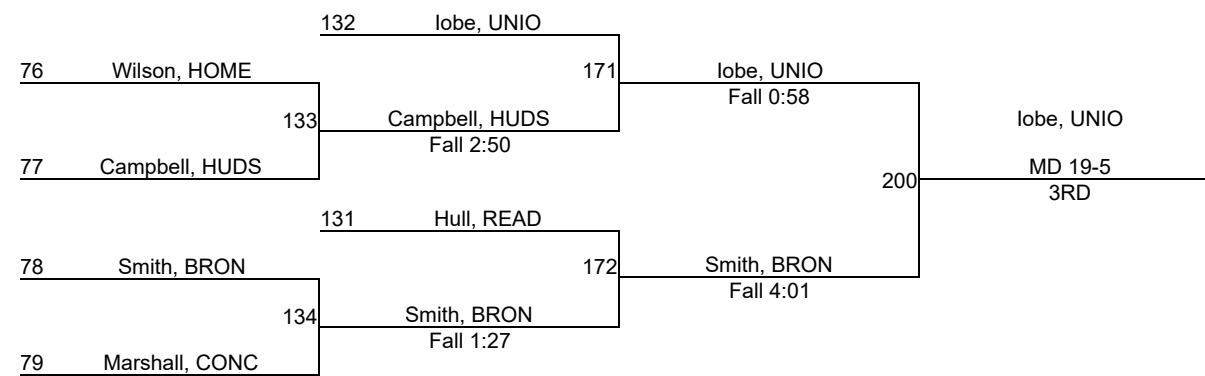 132 Iobe, UNIO
76 Wilson, HOME
171 Iobe, UNIO
Fall 0:58
133 Campbell, HUDS
Fall 2:50
Iobe, UNIO
77 Campbell, HUDS
MD 19-5
200
3RD
131 Hull, READ
78 Smith, BRON
172 Smith, BRON
Fall 4:01
134 Smith, BRON
Fall 1:27
79 Marshall, CONC